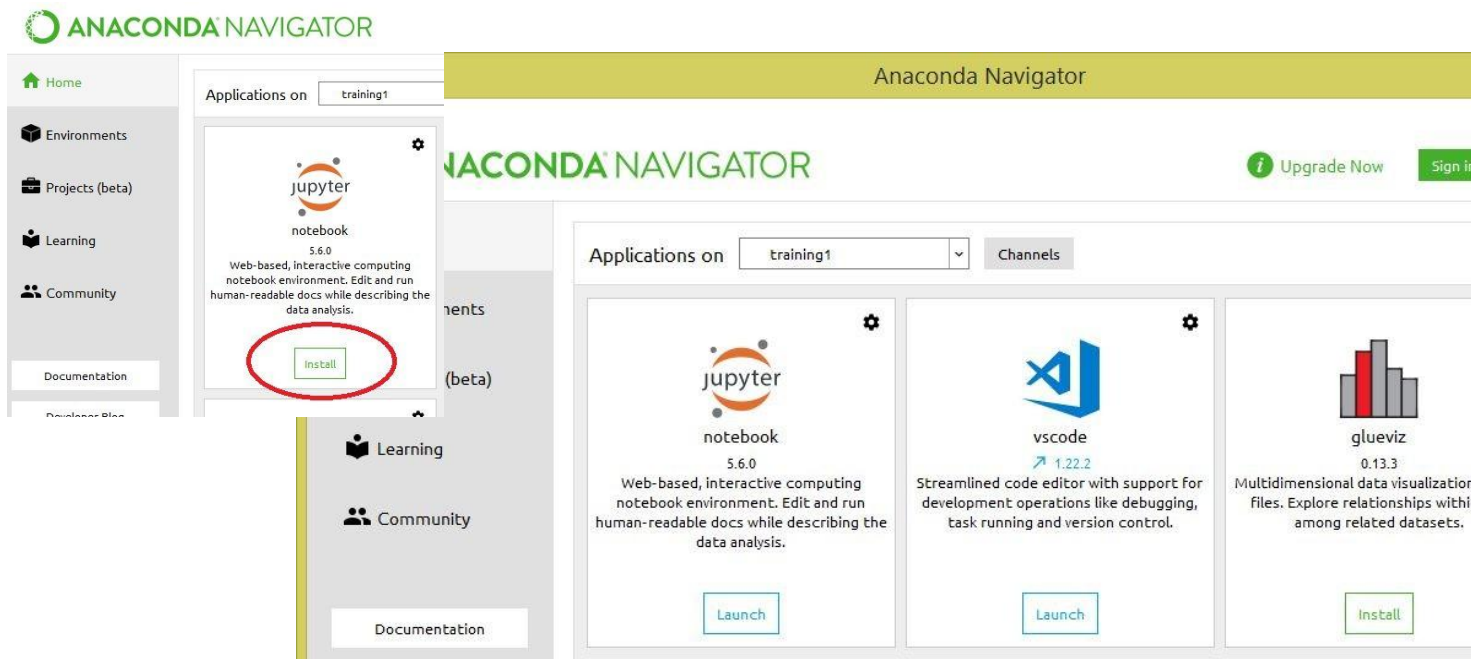 ANACONDA NAVIGATOR
Home
Environments
Projects (beta)
Learning
Community
Documentation
Applications on training1
jupyter
notebook
5.6.0
Web-based, interactive computing
notebook environment. Edit and run
human-readable docs while describing the
data analysis.
Install
Anaconda Navigator
NACONDA NAVIGATOR
Upgrade Now
Sign in
ents
(beta)
Learning
Community
Documentation
Applications on training1 Channels
jupyter
notebook
5.6.0
Web-based, interactive computing
notebook environment. Edit and run
human-readable docs while describing the
data analysis.
Launch
vscode
1.22.2
Streamlined code editor with support for
development operations like debugging,
task running and version control.
Launch
glueviz
0.13.3
Multidimensional data visualization
files. Explore relationships withi
among related datasets.
Install